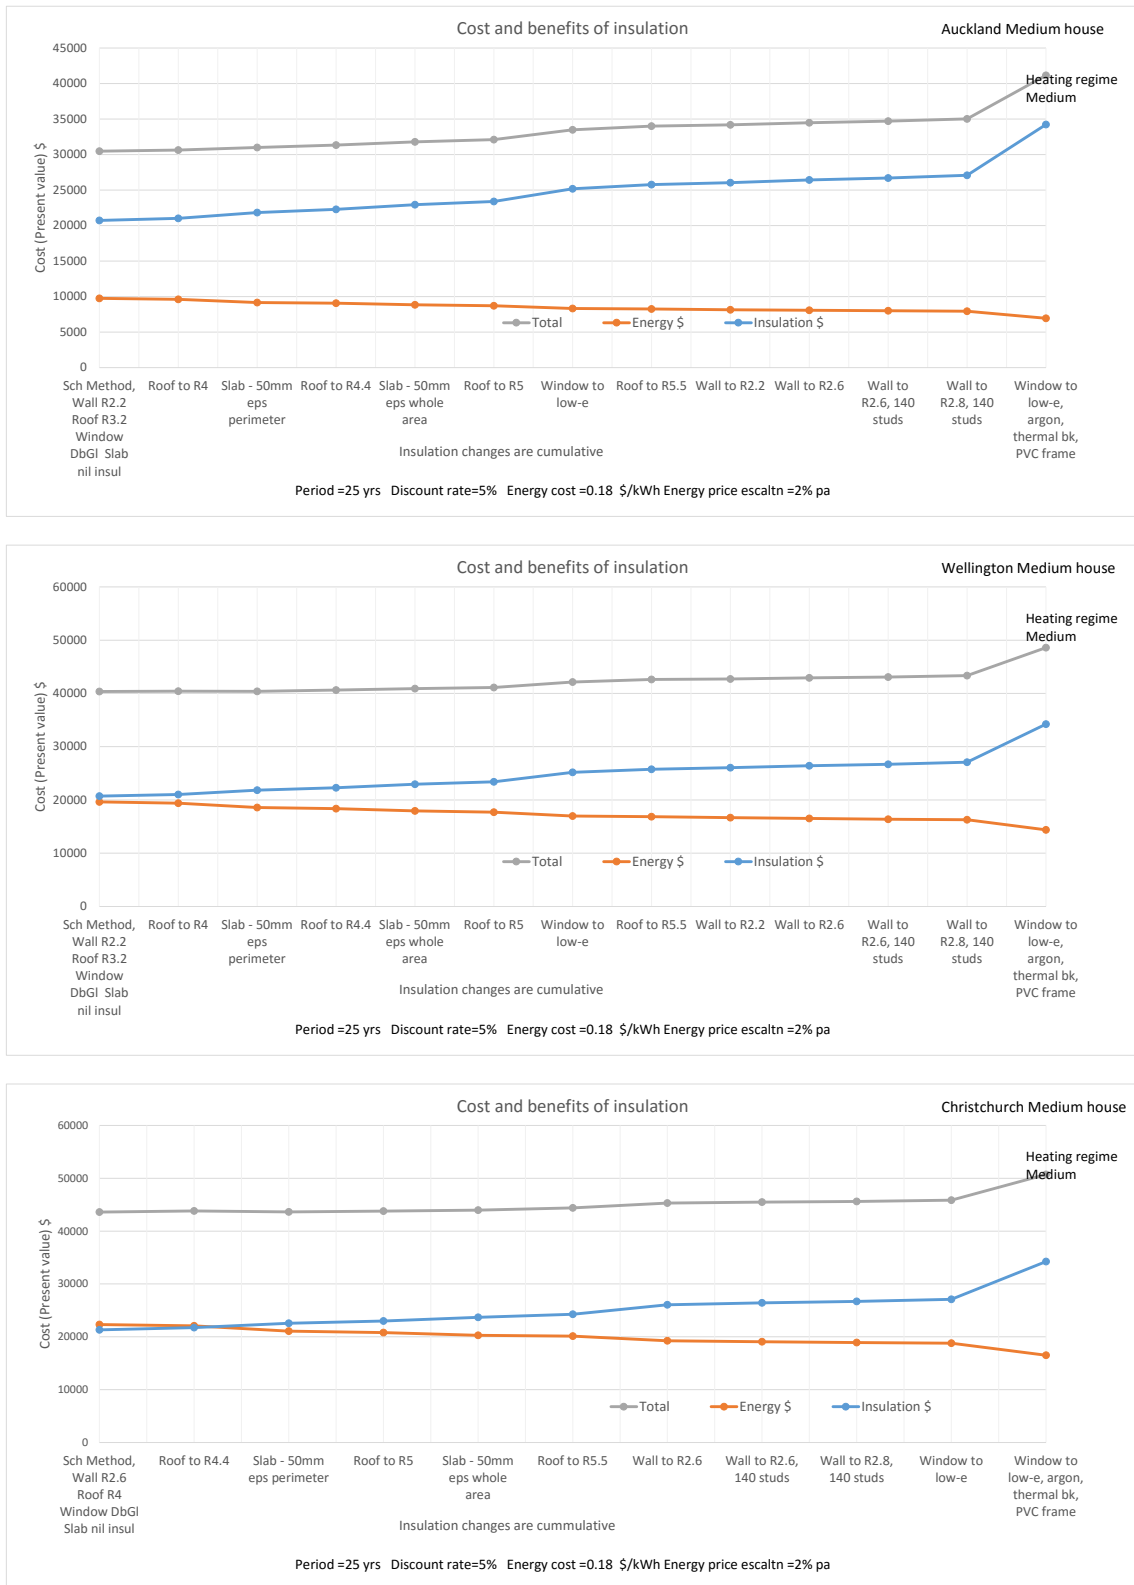 Cost and benefits of insulation
Auckland Medium house
45000
Heating regime
Medium
40000
35000
30000
25000
20000
15000
10000
5000
0
Cost (Present value) $
Total
Energy $
Insulation $
Sch Method,
Wall R2.2
Roof R3.2
Window
DbGl Slab
nil insul
Roof to R4
Slab - 50mm
eps
perimeter
Roof to R4.4
Slab - 50mm
eps whole
area
Roof to R5
Window to
low-e
Roof to R5.5
Wall to R2.2
Wall to R2.6
Wall to
R2.6, 140
studs
Wall to
R2.8, 140
studs
Window to
low-e,
argon,
thermal bk,
PVC frame
Insulation changes are cumulative
Period =25 yrs Discount rate=5% Energy cost =0.18 $/kWh Energy price escaltn =2% pa
Cost and benefits of insulation
Wellington Medium house
60000
Heating regime
Medium
50000
40000
30000
20000
10000
0
Cost (Present value) $
Total
Energy $
Insulation $
Sch Method,
Wall R2.2
Roof R3.2
Window
DbGl Slab
nil insul
Roof to R4
Slab - 50mm
eps
perimeter
Roof to R4.4
Slab - 50mm
eps whole
area
Roof to R5
Window to
low-e
Roof to R5.5
Wall to R2.2
Wall to R2.6
Wall to
R2.6, 140
studs
Wall to
R2.8, 140
studs
Window to
low-e,
argon,
thermal bk,
PVC frame
Insulation changes are cumulative
Period =25 yrs Discount rate=5% Energy cost =0.18 $/kWh Energy price escaltn =2% pa
Cost and benefits of insulation
Christchurch Medium house
60000
Heating regime
Medium
50000
40000
30000
20000
10000
0
Cost (Present value) $
Total
Energy $
Insulation $
Sch Method,
Wall R2.6
Roof R4
Window DbGl
Slab nil insul
Roof to R4.4
Slab - 50mm
eps perimeter
Roof to R5
Slab - 50mm
eps whole
area
Roof to R5.5
Wall to R2.6
Wall to R2.6,
140 studs
Wall to R2.8,
140 studs
Window to
low-e
Window to
low-e, argon,
thermal bk,
PVC frame
Insulation changes are cummulative
Period =25 yrs Discount rate=5% Energy cost =0.18 $/kWh Energy price escaltn =2% pa